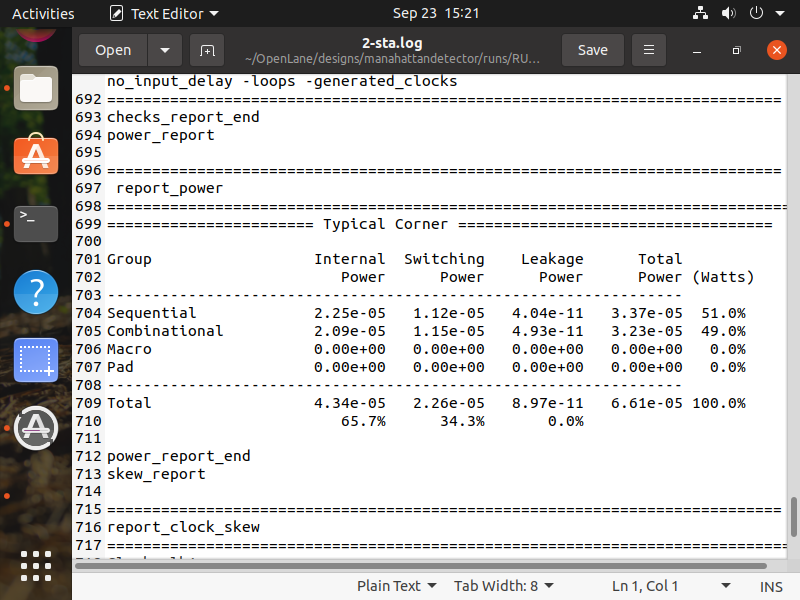 Activities Text Editor Sep 23 15:21
Open 2-sta.log Save
~/OpenLane/designs/manahattandetector/runs/RU...
no_input_delay -loops -generated_clocks
692 ===========================================================================
693 checks_report_end
694 power_report
695
696 ===========================================================================
697  report_power
698 ============================================================================
699 ======================= Typical Corner ===================================
700
701 Group                  Internal  Switching    Leakage      Total
702                           Power      Power      Power      Power (Watts)
703 ----------------------------------------------------------------
704 Sequential             2.25e-05   1.12e-05   4.04e-11   3.37e-05  51.0%
705 Combinational          2.09e-05   1.15e-05   4.93e-11   3.23e-05  49.0%
706 Macro                  0.00e+00   0.00e+00   0.00e+00   0.00e+00   0.0%
707 Pad                    0.00e+00   0.00e+00   0.00e+00   0.00e+00   0.0%
708 ----------------------------------------------------------------
709 Total                  4.34e-05   2.26e-05   8.97e-11   6.61e-05 100.0%
710                           65.7%      34.3%       0.0%
711
712 power_report_end
713 skew_report
714
715 ===========================================================================
716 report_clock_skew
717 ============================================================================
Plain Text Tab Width: 8 Ln 1, Col 1 INS